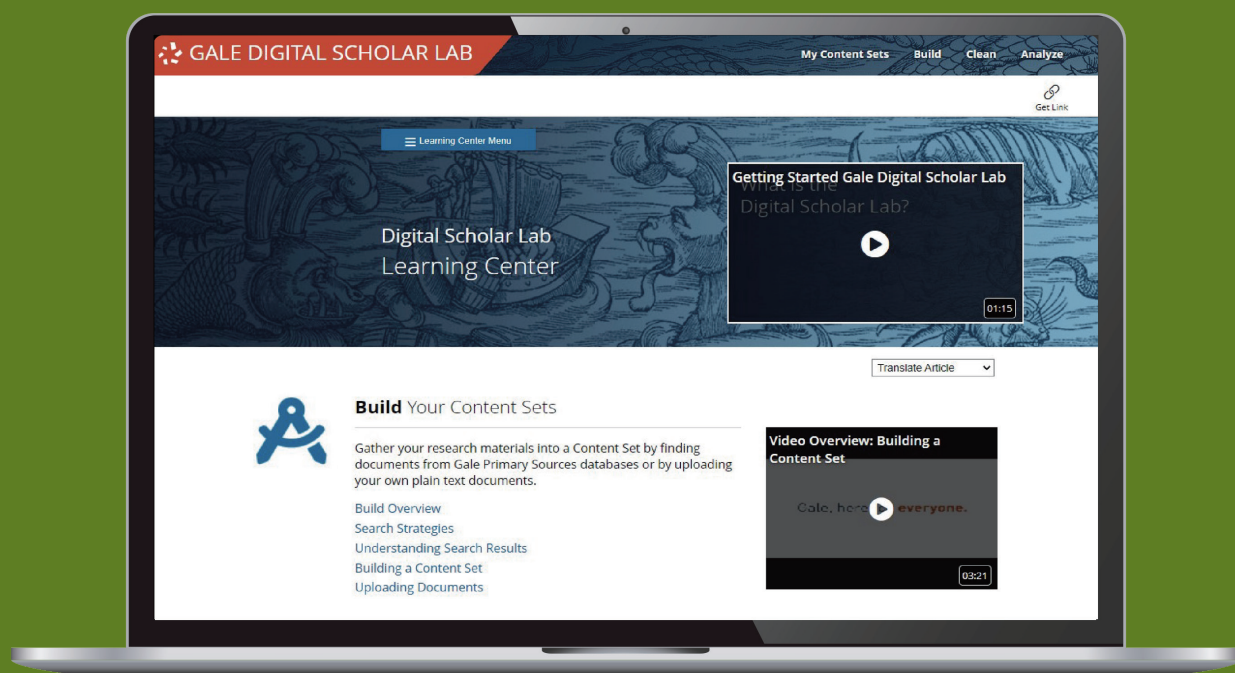 GALE DIGITAL SCHOLAR LAB
My Content Sets Build Clean Analyze
Get Link
Learning Center Menu
Getting Started Gale Digital Scholar Lab
What is the
Digital Scholar Lab?
01:15
Digital Scholar Lab
Learning Center
Translate Article
Build Your Content Sets
Gather your research materials into a Content Set by finding
documents from Gale Primary Sources databases or by uploading
your own plain text documents.
Build Overview
Search Strategies
Understanding Search Results
Building a Content Set
Uploading Documents
Video Overview: Building a
Content Set
Gale, here everyone.
03:21